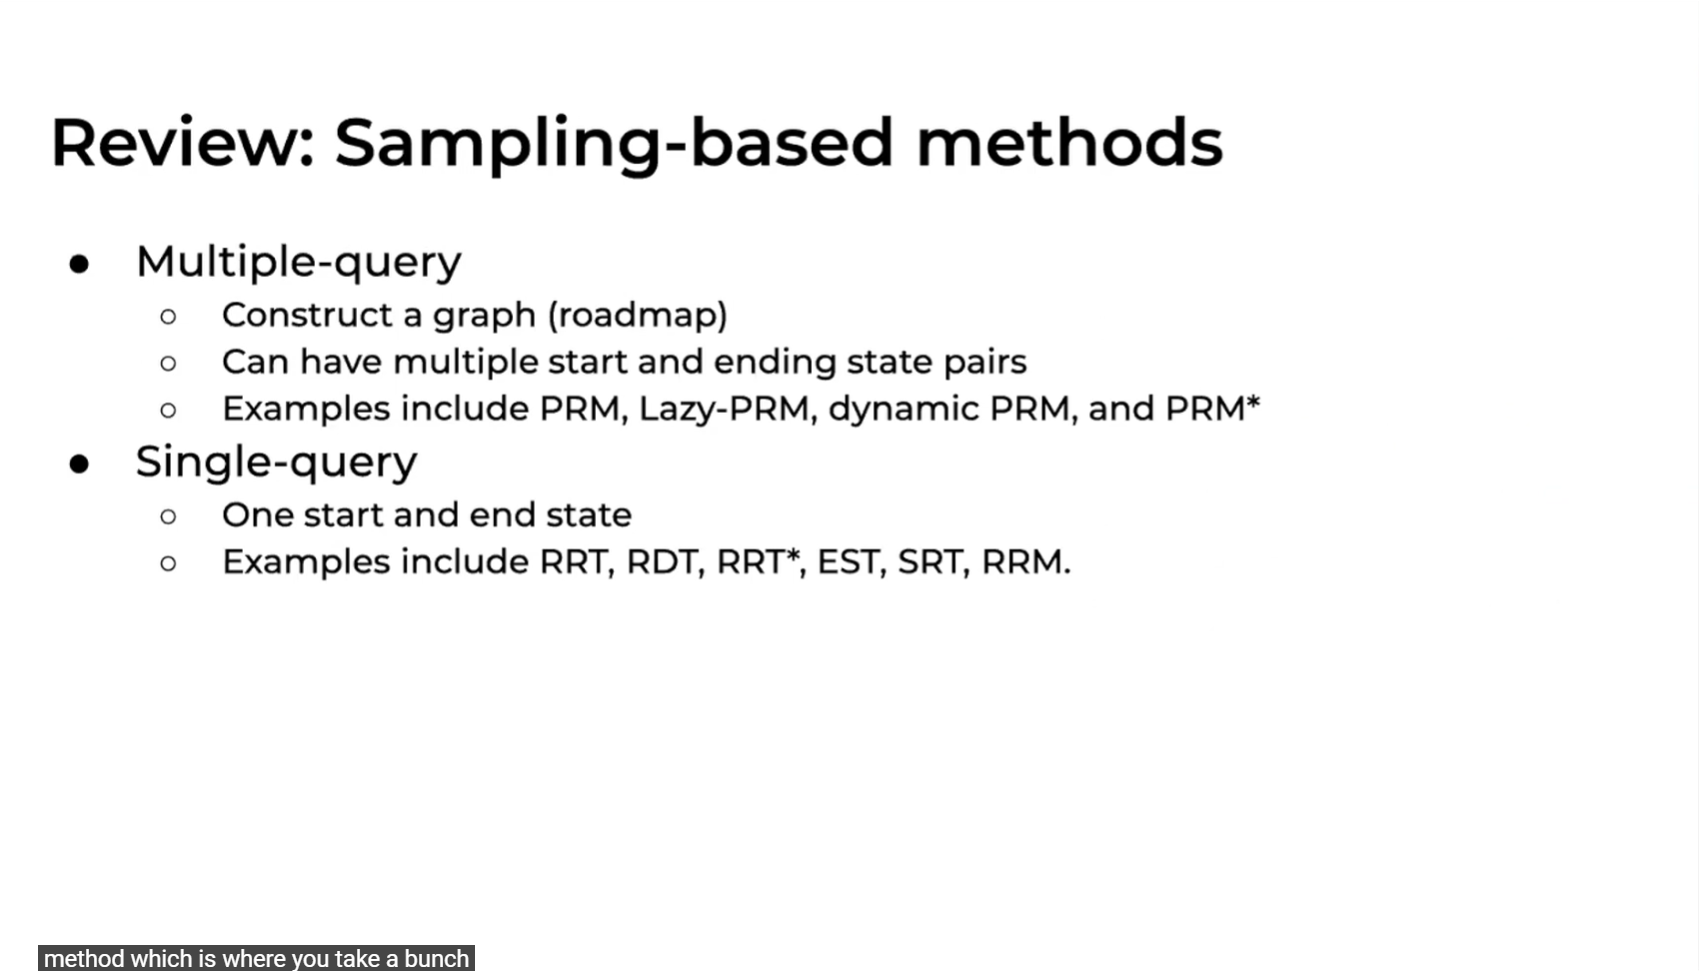 Review: Sampling-based methods
● Multiple-query
○ Construct a graph (roadmap)
○ Can have multiple start and ending state pairs
○ Examples include PRM, Lazy-PRM, dynamic PRM, and PRM*
● Single-query
○ One start and end state
○ Examples include RRT, RDT, RRT*, EST, SRT, RRM.
method which is where you take a bunch